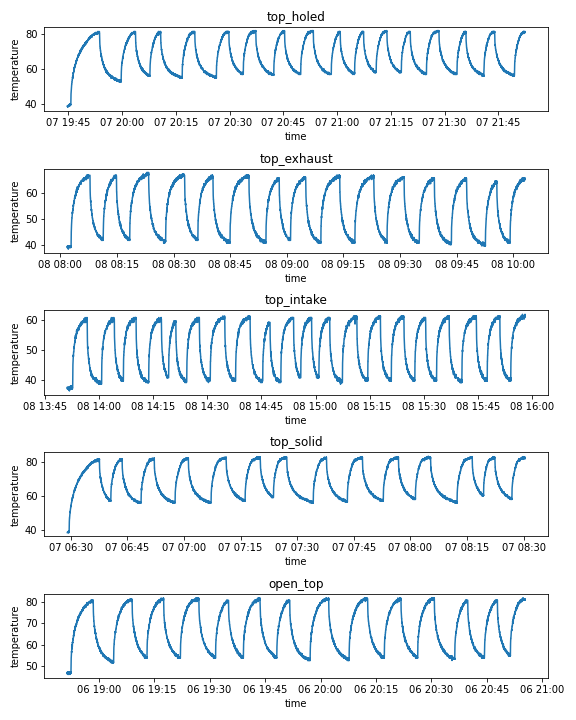 top_holed
80
60
40
temperature
07 19:45 07 20:00 07 20:15 07 20:30 07 20:45 07 21:00 07 21:15 07 21:30 07 21:45
time
top_exhaust
60
50
40
temperature
08 08:00 08 08:15 08 08:30 08 08:45 08 09:00 08 09:15 08 09:30 08 09:45 08 10:00
time
top_intake
60
50
40
temperature
08 13:45 08 14:00 08 14:15 08 14:30 08 14:45 08 15:00 08 15:15 08 15:30 08 15:45 08 16:00
time
top_solid
80
60
40
temperature
07 06:30 07 06:45 07 07:00 07 07:15 07 07:30 07 07:45 07 08:00 07 08:15 07 08:30
time
open_top
80
70
60
50
temperature
06 19:00 06 19:15 06 19:30 06 19:45 06 20:00 06 20:15 06 20:30 06 20:45 06 21:00
time